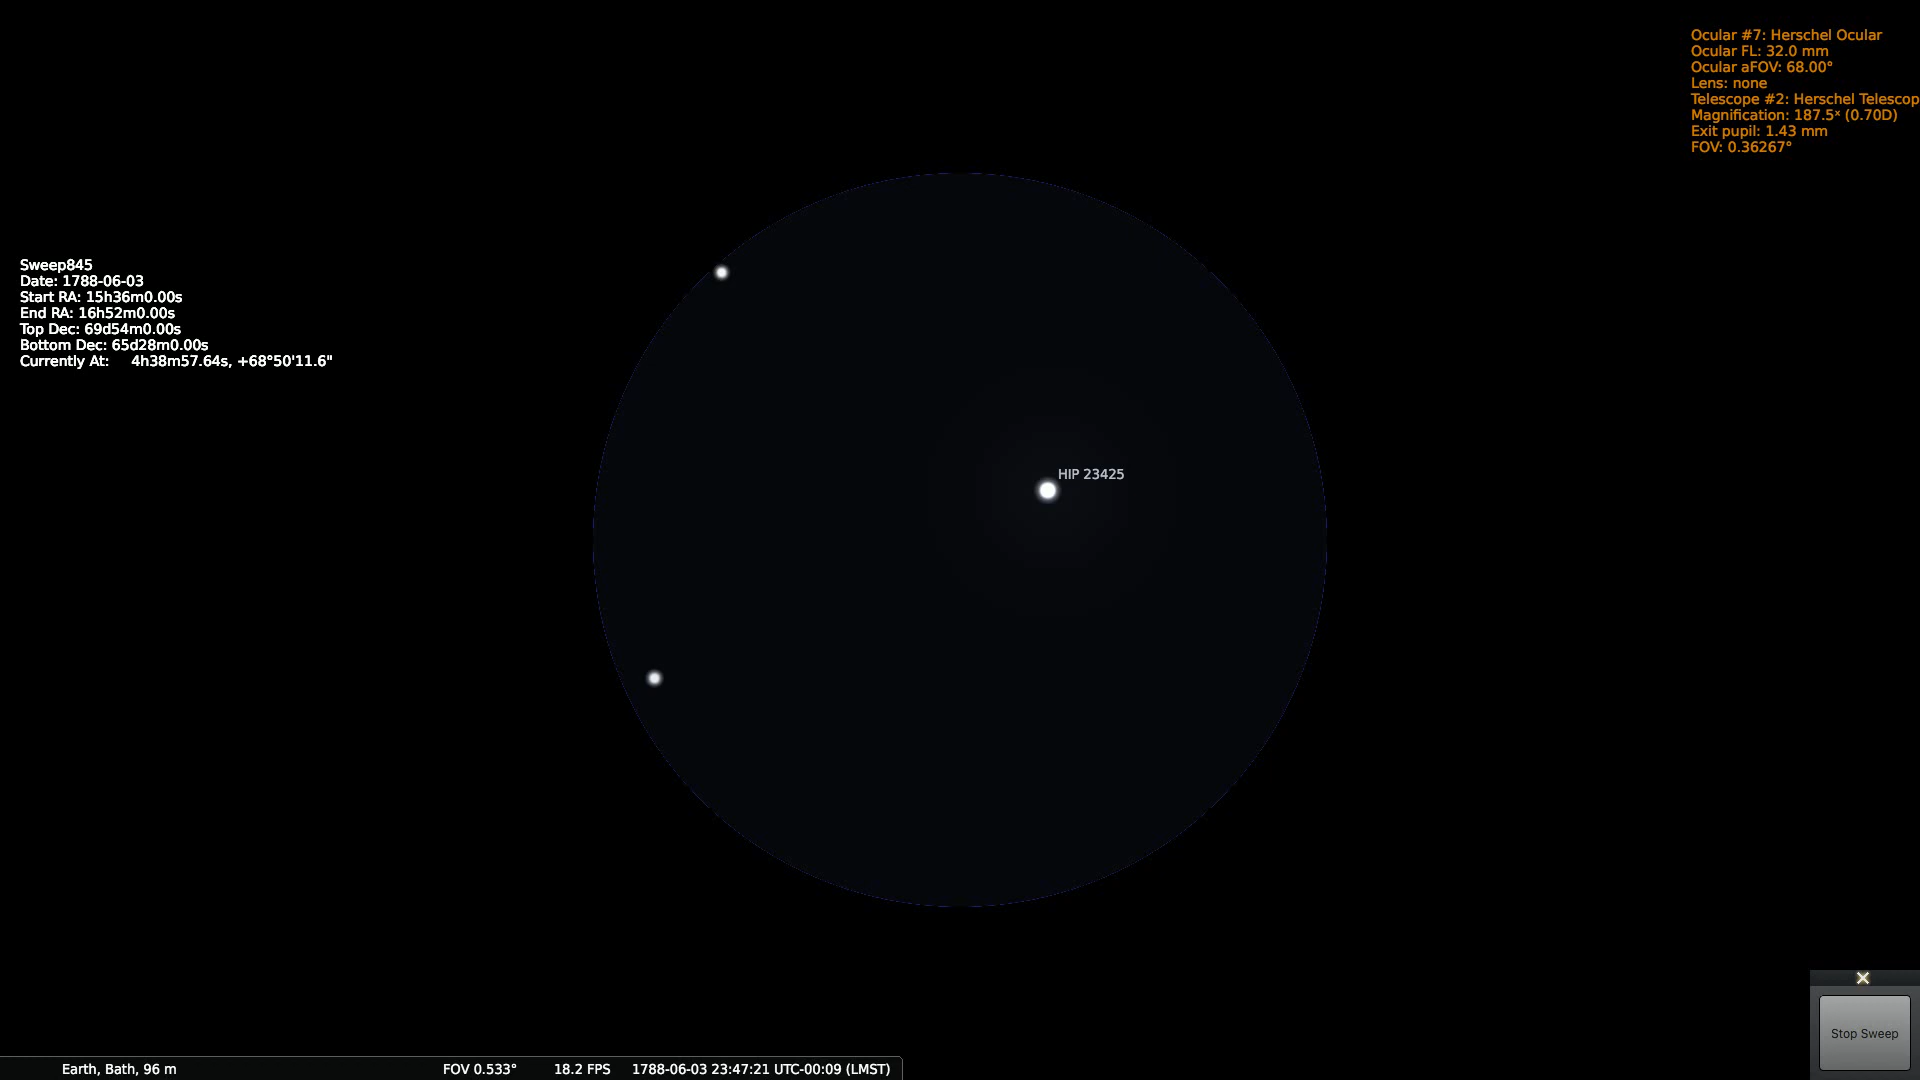 Ocular #7: Herschel Ocular
Ocular FL: 32.0 mm
Ocular aFOV: 68.00°
Lens: none
Telescope #2: Herschel Telescop
Magnification: 187.5ˣ (0.70D)
Exit pupil: 1.43 mm
FOV: 0.36267°
Sweep845
Date: 1788-06-03
Start RA: 15h36m0.00s
End RA: 16h52m0.00s
Top Dec: 69d54m0.00s
Bottom Dec: 65d28m0.00s
Currently At: 4h38m57.64s, +68°50'11.6"
HIP 23425
Stop Sweep
Earth, Bath, 96 m FOV 0.533° 18.2 FPS 1788-06-03 23:47:21 UTC-00:09 (LMST)